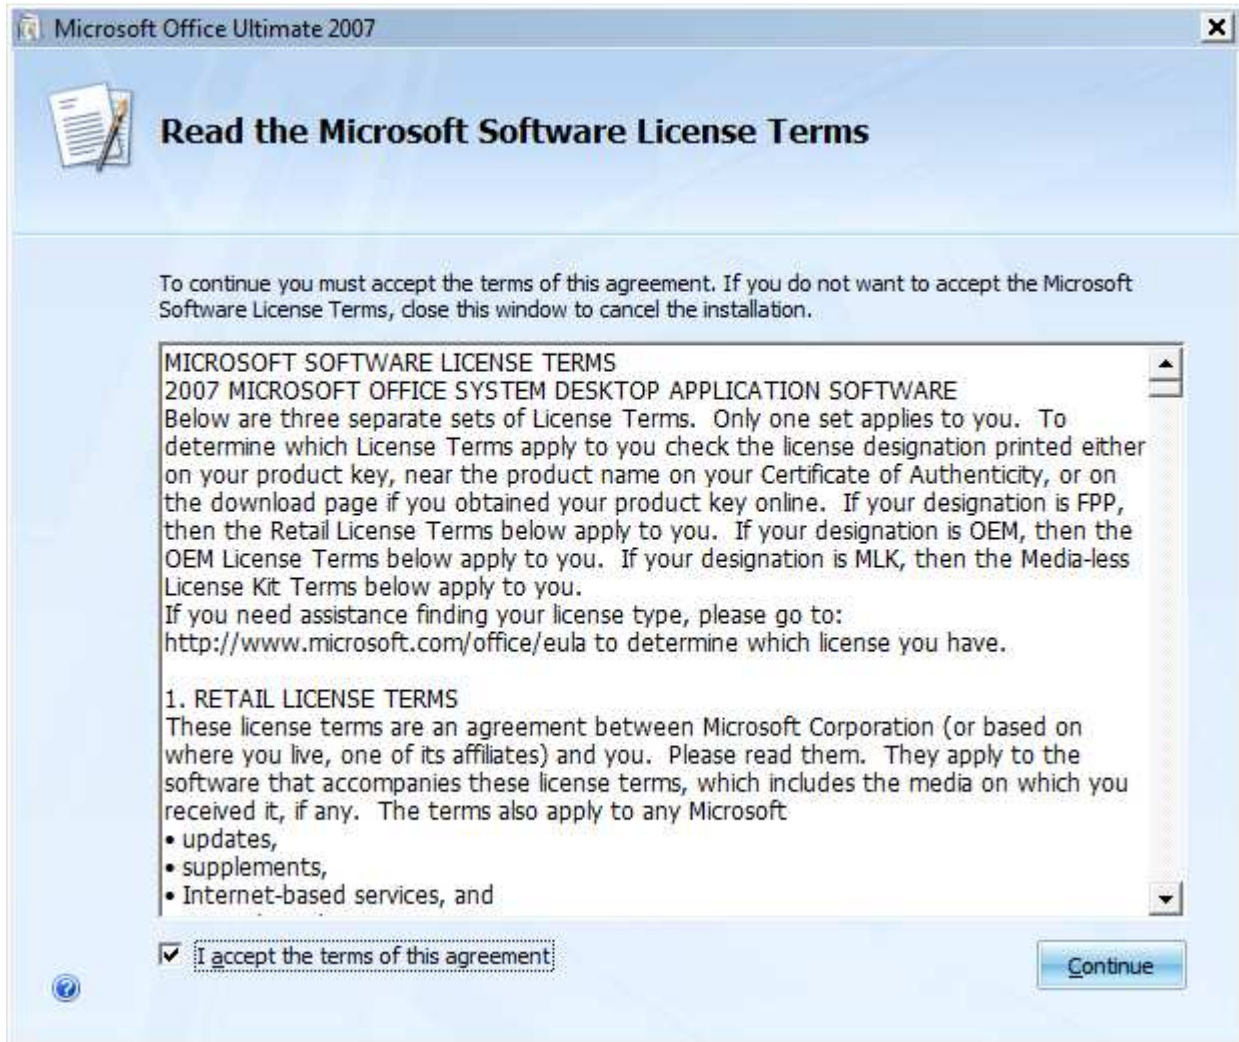 Microsoft Office Ultimate 2007
Read the Microsoft Software License Terms
To continue you must accept the terms of this agreement. If you do not want to accept the Microsoft
Software License Terms, close this window to cancel the installation.
MICROSOFT SOFTWARE LICENSE TERMS
2007 MICROSOFT OFFICE SYSTEM DESKTOP APPLICATION SOFTWARE
Below are three separate sets of License Terms.  Only one set applies to you.  To
determine which License Terms apply to you check the license designation printed either
on your product key, near the product name on your Certificate of Authenticity, or on
the download page if you obtained your product key online.  If your designation is FPP,
then the Retail License Terms below apply to you.  If your designation is OEM, then the
OEM License Terms below apply to you.  If your designation is MLK, then the Media-less
License Kit Terms below apply to you.
If you need assistance finding your license type, please go to:
http://www.microsoft.com/office/eula to determine which license you have.
1. RETAIL LICENSE TERMS
These license terms are an agreement between Microsoft Corporation (or based on
where you live, one of its affiliates) and you.  Please read them.  They apply to the
software that accompanies these license terms, which includes the media on which you
received it, if any.  The terms also apply to any Microsoft
• updates,
• supplements,
• Internet-based services, and
I accept the terms of this agreement
Continue